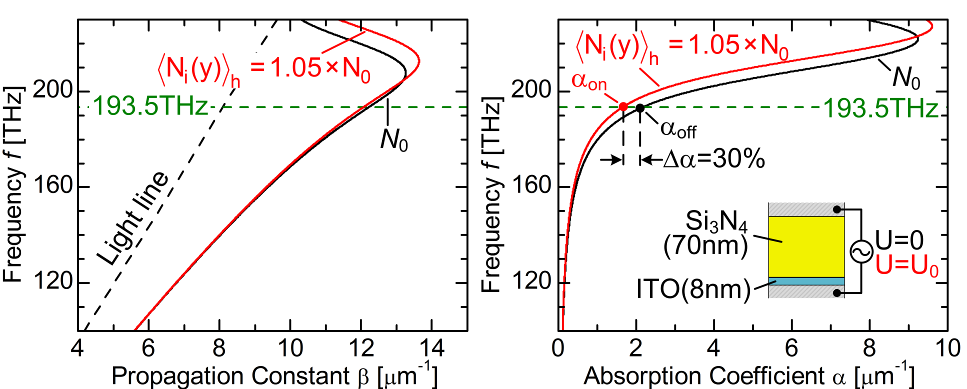 ⟨Nᵢ(y)⟩ₕ = 1.05×N₀
200
193.5THz
N₀
160
120
Light line
Frequency f [THz]
4 6 8 10 12 14
Propagation Constant β [μm⁻¹]
⟨Nᵢ(y)⟩ₕ = 1.05×N₀
N₀
200
αon
193.5THz
αoff
Δα=30%
160
120
Frequency f [THz]
Si₃N₄
(70nm)
ITO(8nm)
U=0
U=U₀
0 2 4 6 8 10
Absorption Coefficient α [μm⁻¹]